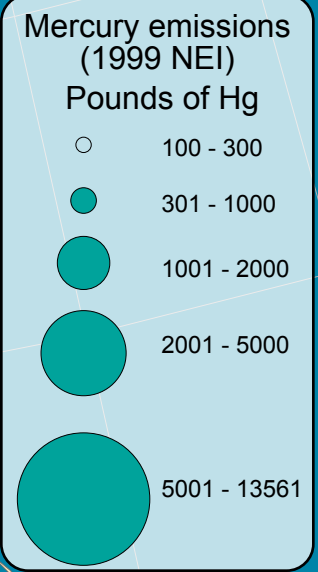 Mercury emissions
(1999 NEI)
Pounds of Hg
100 - 300
301 - 1000
1001 - 2000
2001 - 5000
5001 - 13561